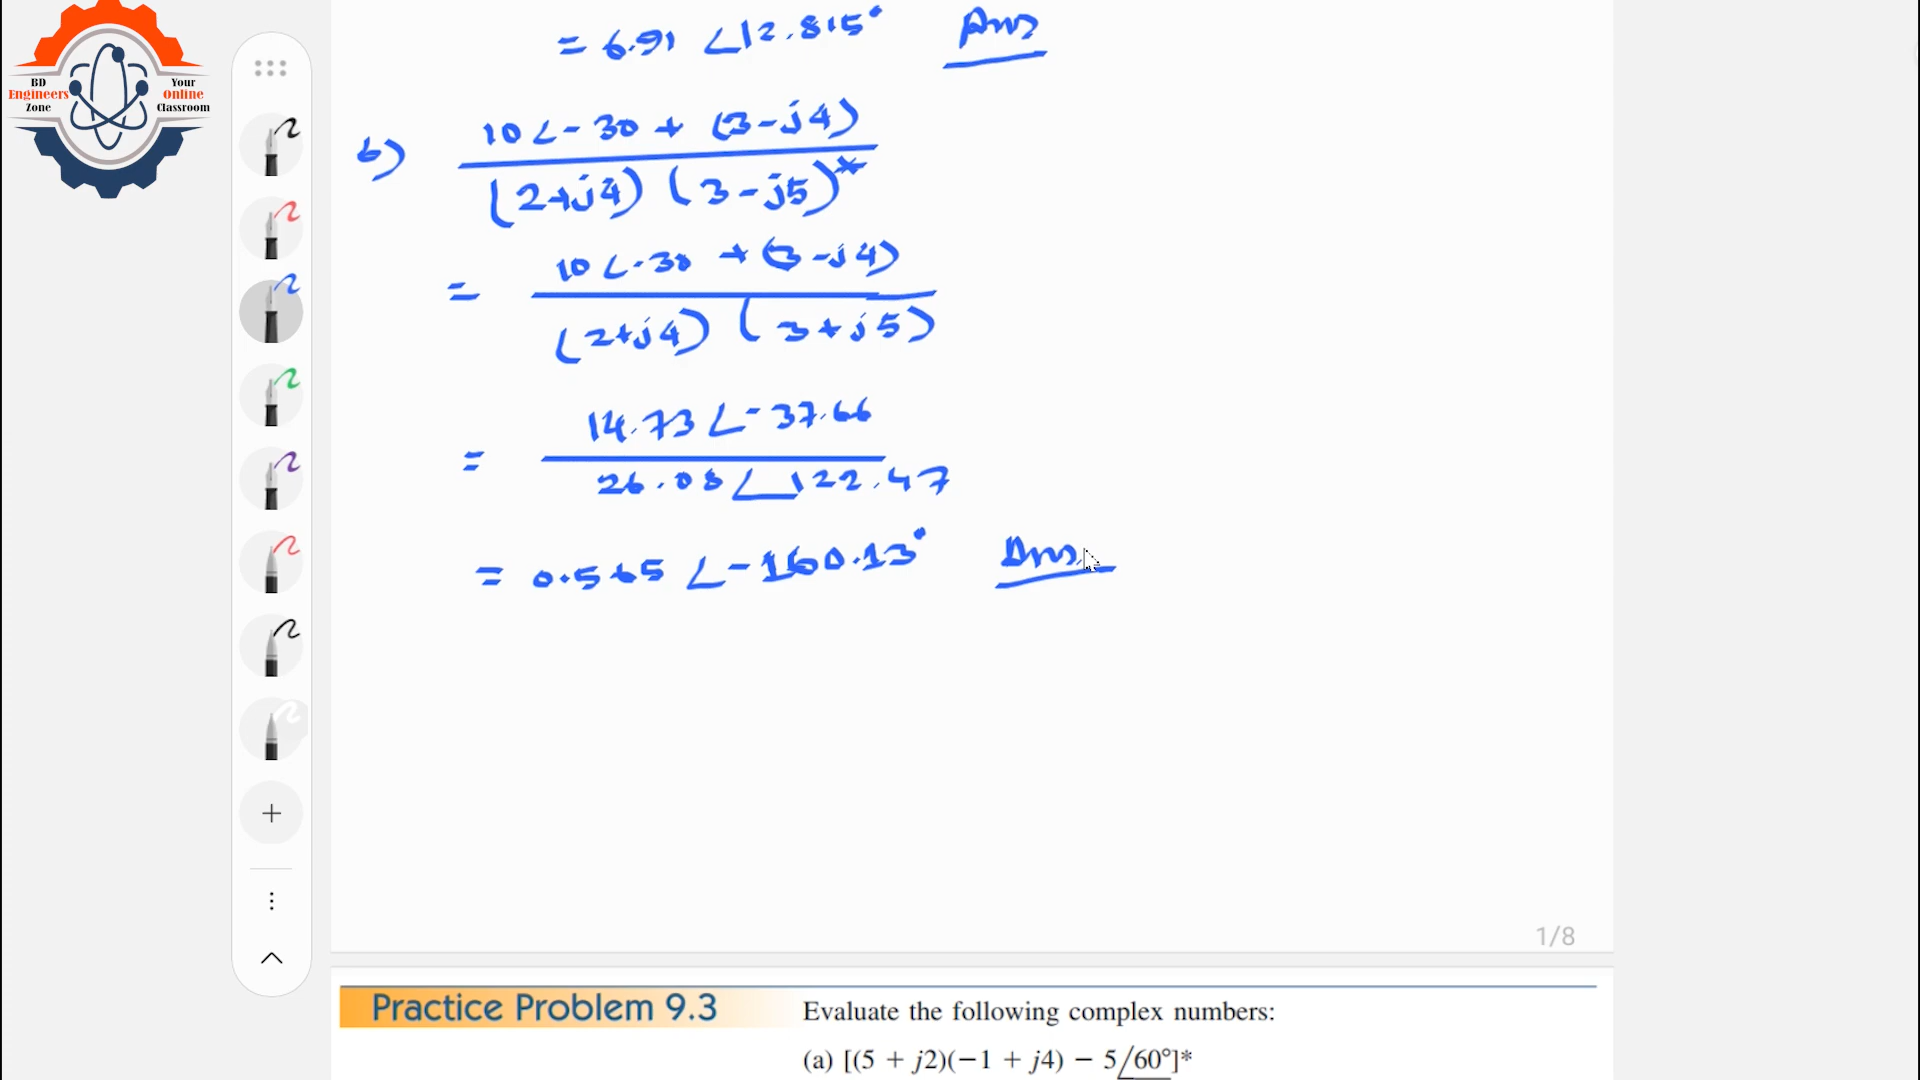 BD Engineers Zone
Your Online Classroom
= 6.91 ∠12.815° Ans
b) 10∠-30 + (3-j4)
(2+j4) (3-j5)*
= 10∠-30 + (3-j4)
(2+j4) (3+j5)
= 14.73∠-37.66
26.08∠122.47
= 0.565 ∠-160.13° Ans
1/8
Practice Problem 9.3 Evaluate the following complex numbers:
(a) [(5 + j2)(−1 + j4) − 5/60°]*